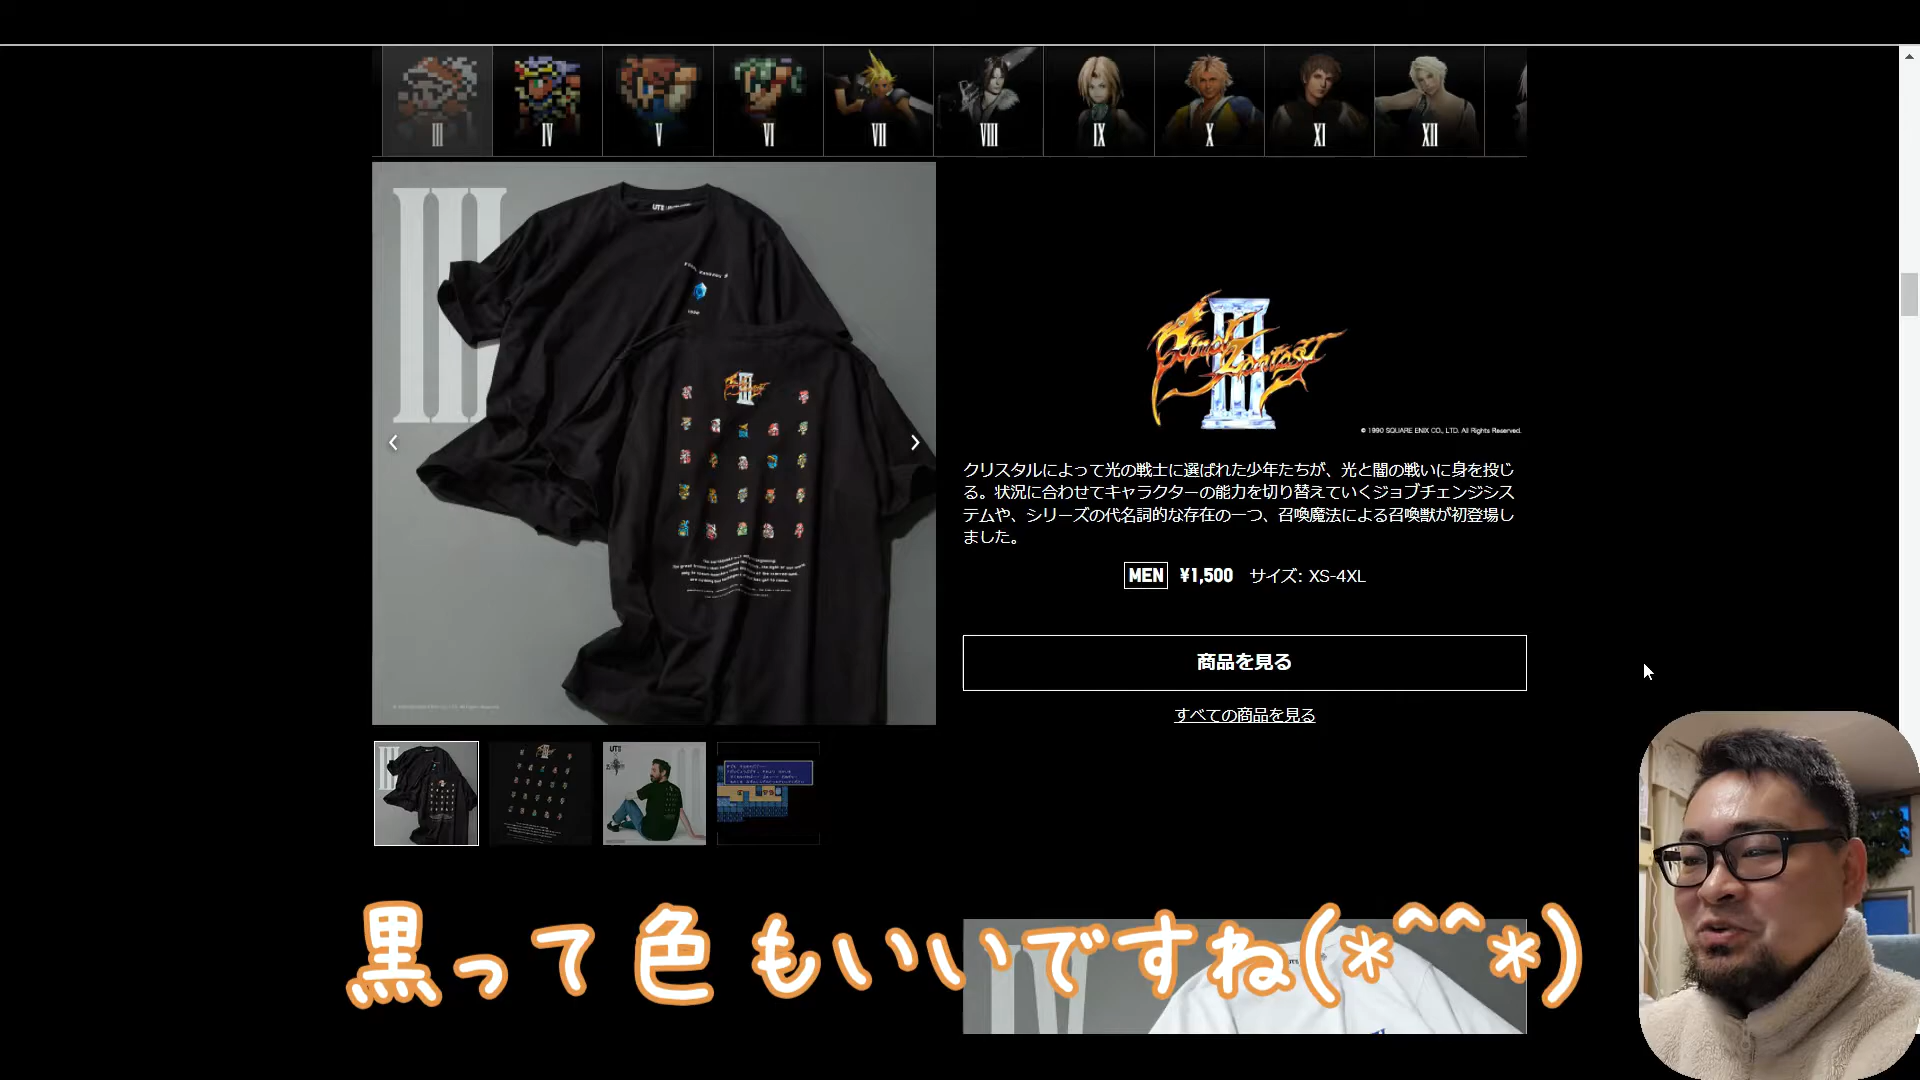 III
IV
V
VI
VII
VIII
IX
X
XI
XII
III
UT
FINAL FANTASY III
© 1990 SQUARE ENIX CO., LTD. All Rights Reserved.
クリスタルによって光の戦士に選ばれた少年たちが、光と闇の戦いに身を投じ
る。状況に合わせてキャラクターの能力を切り替えていくジョブチェンジシス
テムや、シリーズの代名詞的な存在の一つ、召喚魔法による召喚獣が初登場し
ました。
MEN ¥1,500 サイズ: XS-4XL
商品を見る
すべての商品を見る
黒って色もいいですね(*^^*)
IV